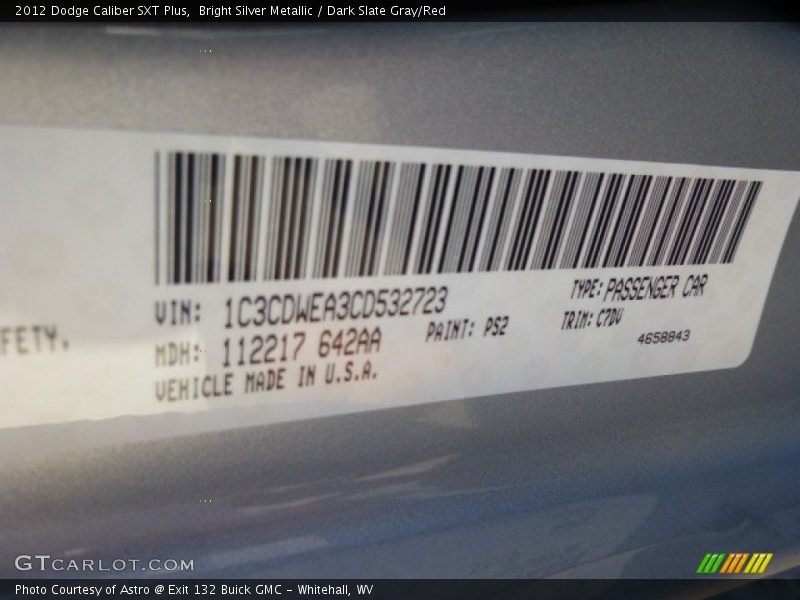 2012 Dodge Caliber SXT Plus,  Bright Silver Metallic / Dark Slate Gray/Red
VIN: 1C3CDWEA3CD532723
TYPE: PASSENGER CAR
FETY.
MDH: 112217 642AA
PAINT: PS2
TRIM: C7DV
4658843
VEHICLE MADE IN U.S.A.
GTCARLOT.COM
Photo Courtesy of Astro @ Exit 132 Buick GMC - Whitehall, WV